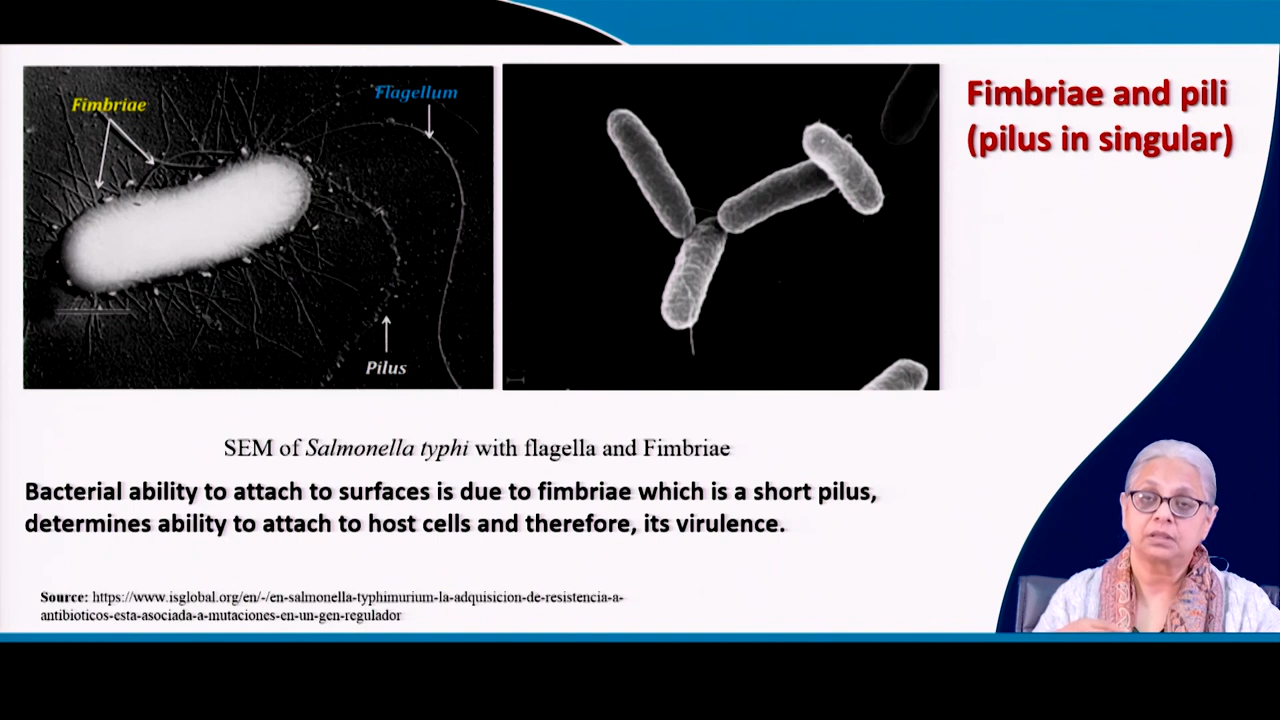 Fimbriae
Flagellum
Pilus
Fimbriae and pili
(pilus in singular)
SEM of Salmonella typhi with flagella and Fimbriae
Bacterial ability to attach to surfaces is due to fimbriae which is a short pilus,
determines ability to attach to host cells and therefore, its virulence.
Source: https://www.isglobal.org/en/-/en-salmonella-typhimurium-la-adquisicion-de-resistencia-a-
antibioticos-esta-asociada-a-mutaciones-en-un-gen-regulador